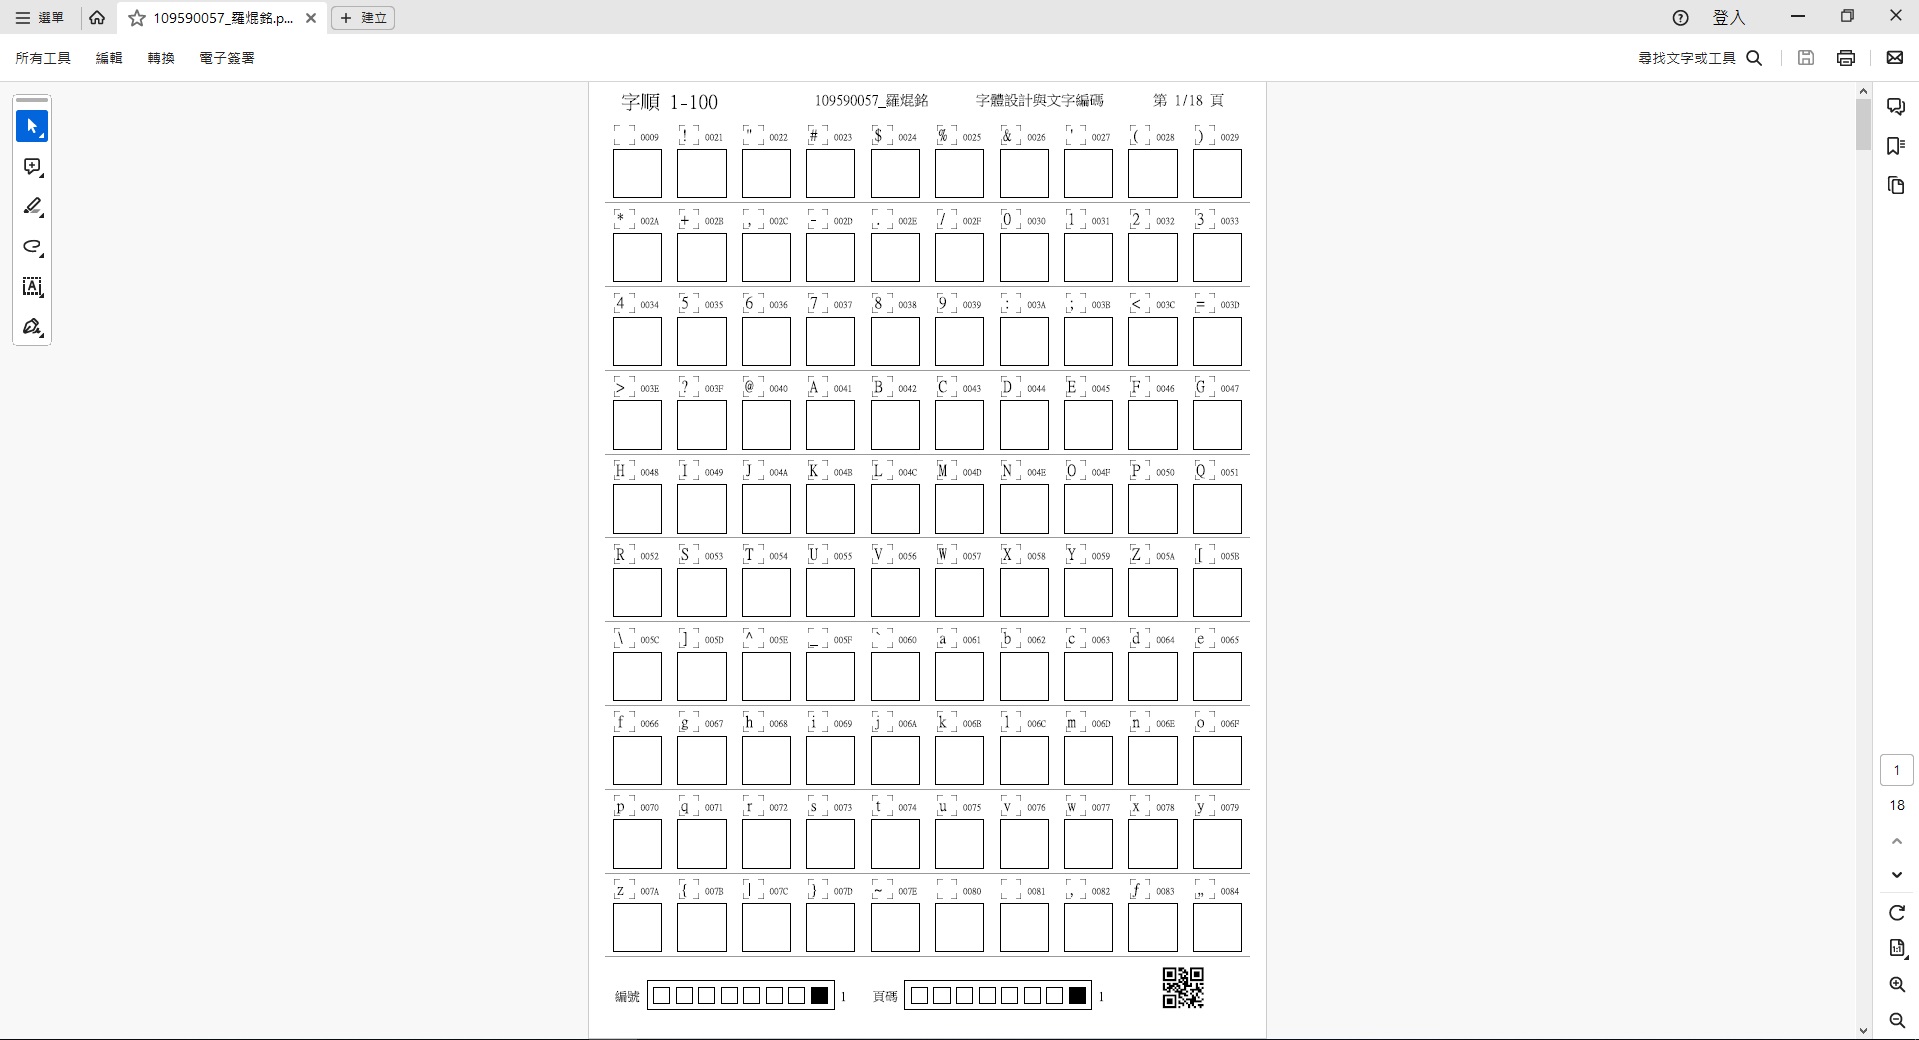 選單 109590057_羅焜銘.p... 建立 登入
所有工具 編輯 轉換 電子簽署 尋找文字或工具
字順 1-100 109590057_羅焜銘 字體設計與文字編碼 第 1/18 頁
0009 ! 0021 " 0022 # 0023 $ 0024 % 0025 & 0026 ' 0027 ( 0028 ) 0029
* 002A + 002B , 002C - 002D . 002E / 002F 0 0030 1 0031 2 0032 3 0033
4 0034 5 0035 6 0036 7 0037 8 0038 9 0039 : 003A ; 003B < 003C = 003D
> 003E ? 003F @ 0040 A 0041 B 0042 C 0043 D 0044 E 0045 F 0046 G 0047
H 0048 I 0049 J 004A K 004B L 004C M 004D N 004E O 004F P 0050 Q 0051
R 0052 S 0053 T 0054 U 0055 V 0056 W 0057 X 0058 Y 0059 Z 005A [ 005B
\ 005C ] 005D ^ 005E _ 005F ` 0060 a 0061 b 0062 c 0063 d 0064 e 0065
f 0066 g 0067 h 0068 i 0069 j 006A k 006B l 006C m 006D n 006E o 006F
p 0070 q 0071 r 0072 s 0073 t 0074 u 0075 v 0076 w 0077 x 0078 y 0079
z 007A { 007B | 007C } 007D ~ 007E 0080 0081 ‚ 0082 ƒ 0083 „ 0084
編號 1 頁碼 1
1
18